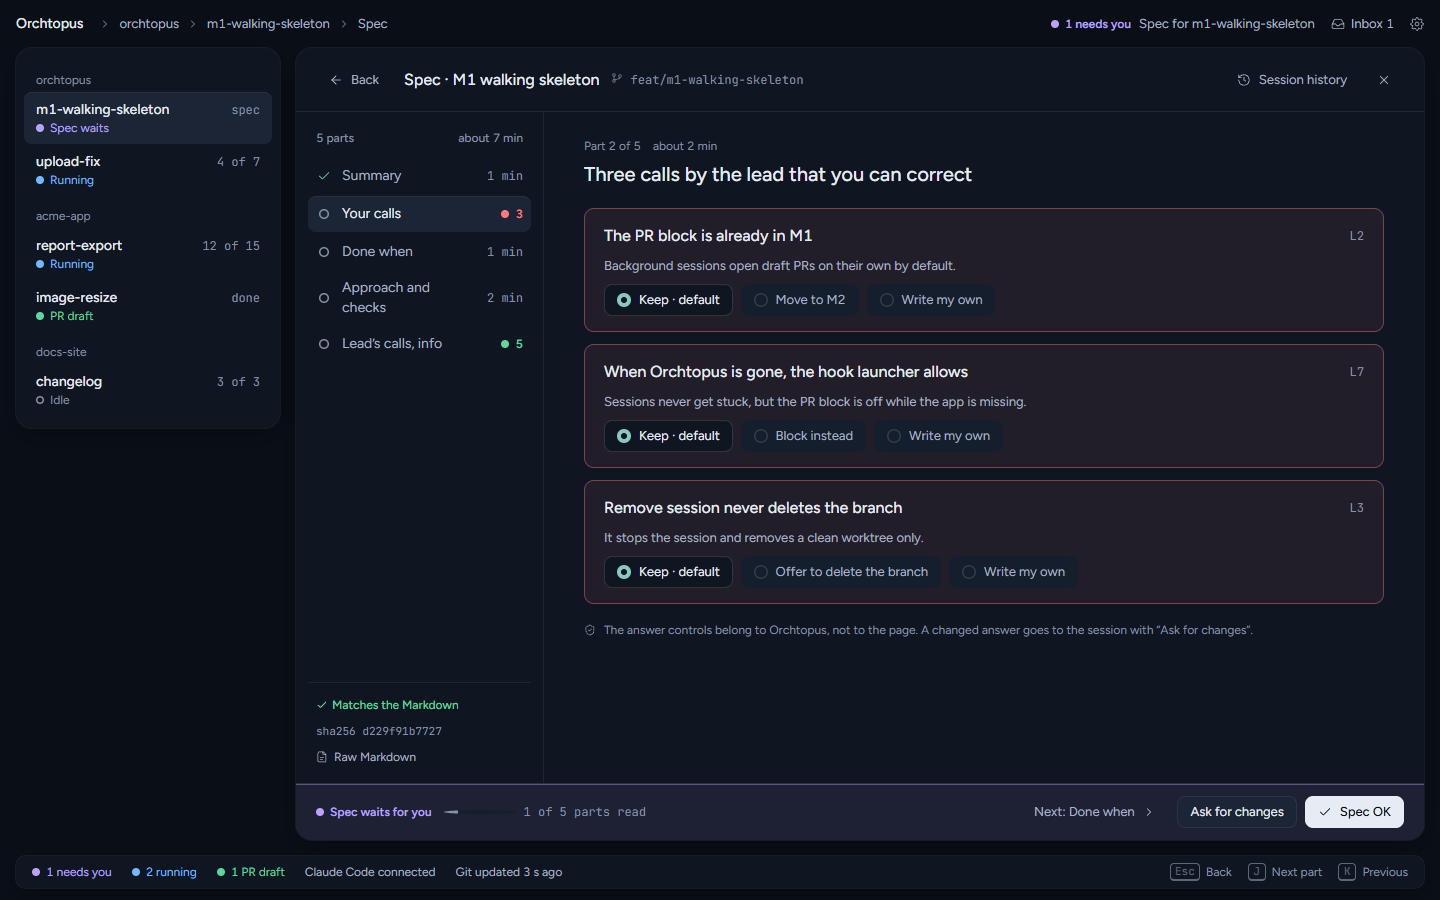 Orchtopus orchtopus m1-walking-skeleton Spec
1 needs you Spec for m1-walking-skeleton Inbox 1
orchtopus
m1-walking-skeleton spec
Spec waits
upload-fix 4 of 7
Running
acme-app
report-export 12 of 15
Running
image-resize done
PR draft
docs-site
changelog 3 of 3
Idle
Back Spec · M1 walking skeleton feat/m1-walking-skeleton Session history
5 parts about 7 min
Summary 1 min
Your calls 3
Done when 1 min
Approach and
checks 2 min
Lead’s calls, info 5
Matches the Markdown
sha256 d229f91b7727
Raw Markdown
Part 2 of 5 about 2 min
Three calls by the lead that you can correct
The PR block is already in M1 L2
Background sessions open draft PRs on their own by default.
Keep · default Move to M2 Write my own
When Orchtopus is gone, the hook launcher allows L7
Sessions never get stuck, but the PR block is off while the app is missing.
Keep · default Block instead Write my own
Remove session never deletes the branch L3
It stops the session and removes a clean worktree only.
Keep · default Offer to delete the branch Write my own
The answer controls belong to Orchtopus, not to the page. A changed answer goes to the session with “Ask for changes”.
Spec waits for you 1 of 5 parts read Next: Done when Ask for changes Spec OK
1 needs you 2 running 1 PR draft Claude Code connected Git updated 3 s ago Esc Back J Next part K Previous